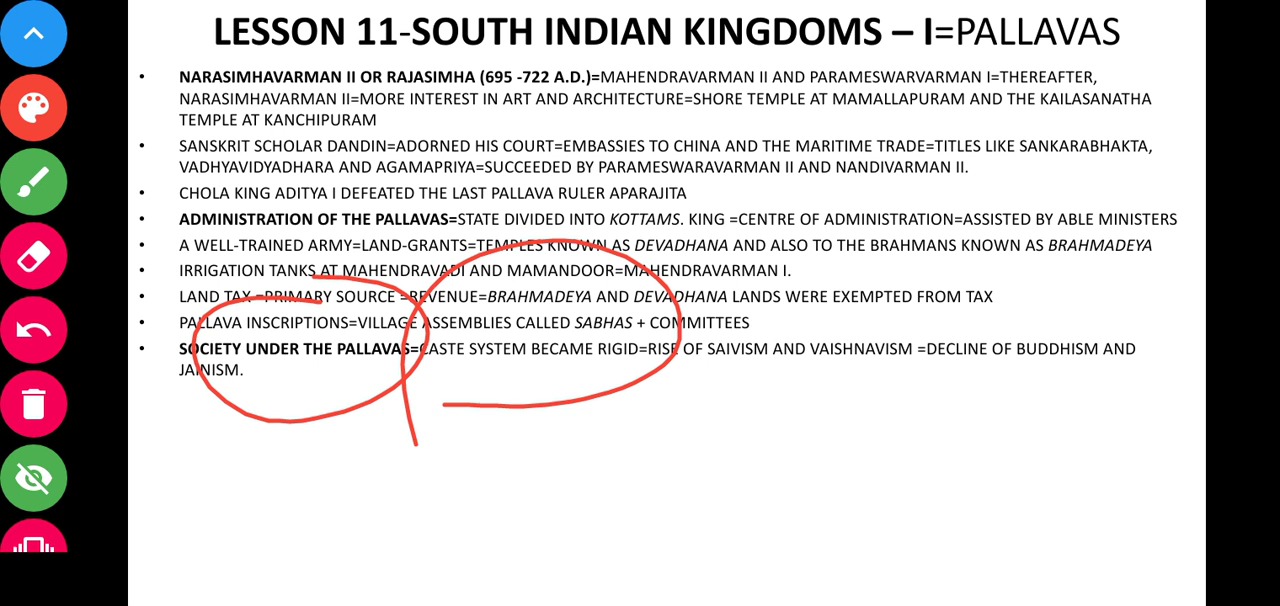 LESSON 11-SOUTH INDIAN KINGDOMS – I=PALLAVAS
• NARASIMHAVARMAN II OR RAJASIMHA (695 -722 A.D.)=MAHENDRAVARMAN II AND PARAMESWARVARMAN I=THEREAFTER,
NARASIMHAVARMAN II=MORE INTEREST IN ART AND ARCHITECTURE=SHORE TEMPLE AT MAMALLAPURAM AND THE KAILASANATHA
TEMPLE AT KANCHIPURAM
• SANSKRIT SCHOLAR DANDIN=ADORNED HIS COURT=EMBASSIES TO CHINA AND THE MARITIME TRADE=TITLES LIKE SANKARABHAKTA,
VADHYAVIDYADHARA AND AGAMAPRIYA=SUCCEEDED BY PARAMESWARAVARMAN II AND NANDIVARMAN II.
• CHOLA KING ADITYA I DEFEATED THE LAST PALLAVA RULER APARAJITA
• ADMINISTRATION OF THE PALLAVAS=STATE DIVIDED INTO KOTTAMS. KING =CENTRE OF ADMINISTRATION=ASSISTED BY ABLE MINISTERS
• A WELL-TRAINED ARMY=LAND-GRANTS=TEMPLES KNOWN AS DEVADHANA AND ALSO TO THE BRAHMANS KNOWN AS BRAHMADEYA
• IRRIGATION TANKS AT MAHENDRAVADI AND MAMANDOOR=MAHENDRAVARMAN I.
• LAND TAX =PRIMARY SOURCE =REVENUE=BRAHMADEYA AND DEVADHANA LANDS WERE EXEMPTED FROM TAX
• PALLAVA INSCRIPTIONS=VILLAGE ASSEMBLIES CALLED SABHAS + COMMITTEES
• SOCIETY UNDER THE PALLAVAS=CASTE SYSTEM BECAME RIGID=RISE OF SAIVISM AND VAISHNAVISM =DECLINE OF BUDDHISM AND
JAINISM.